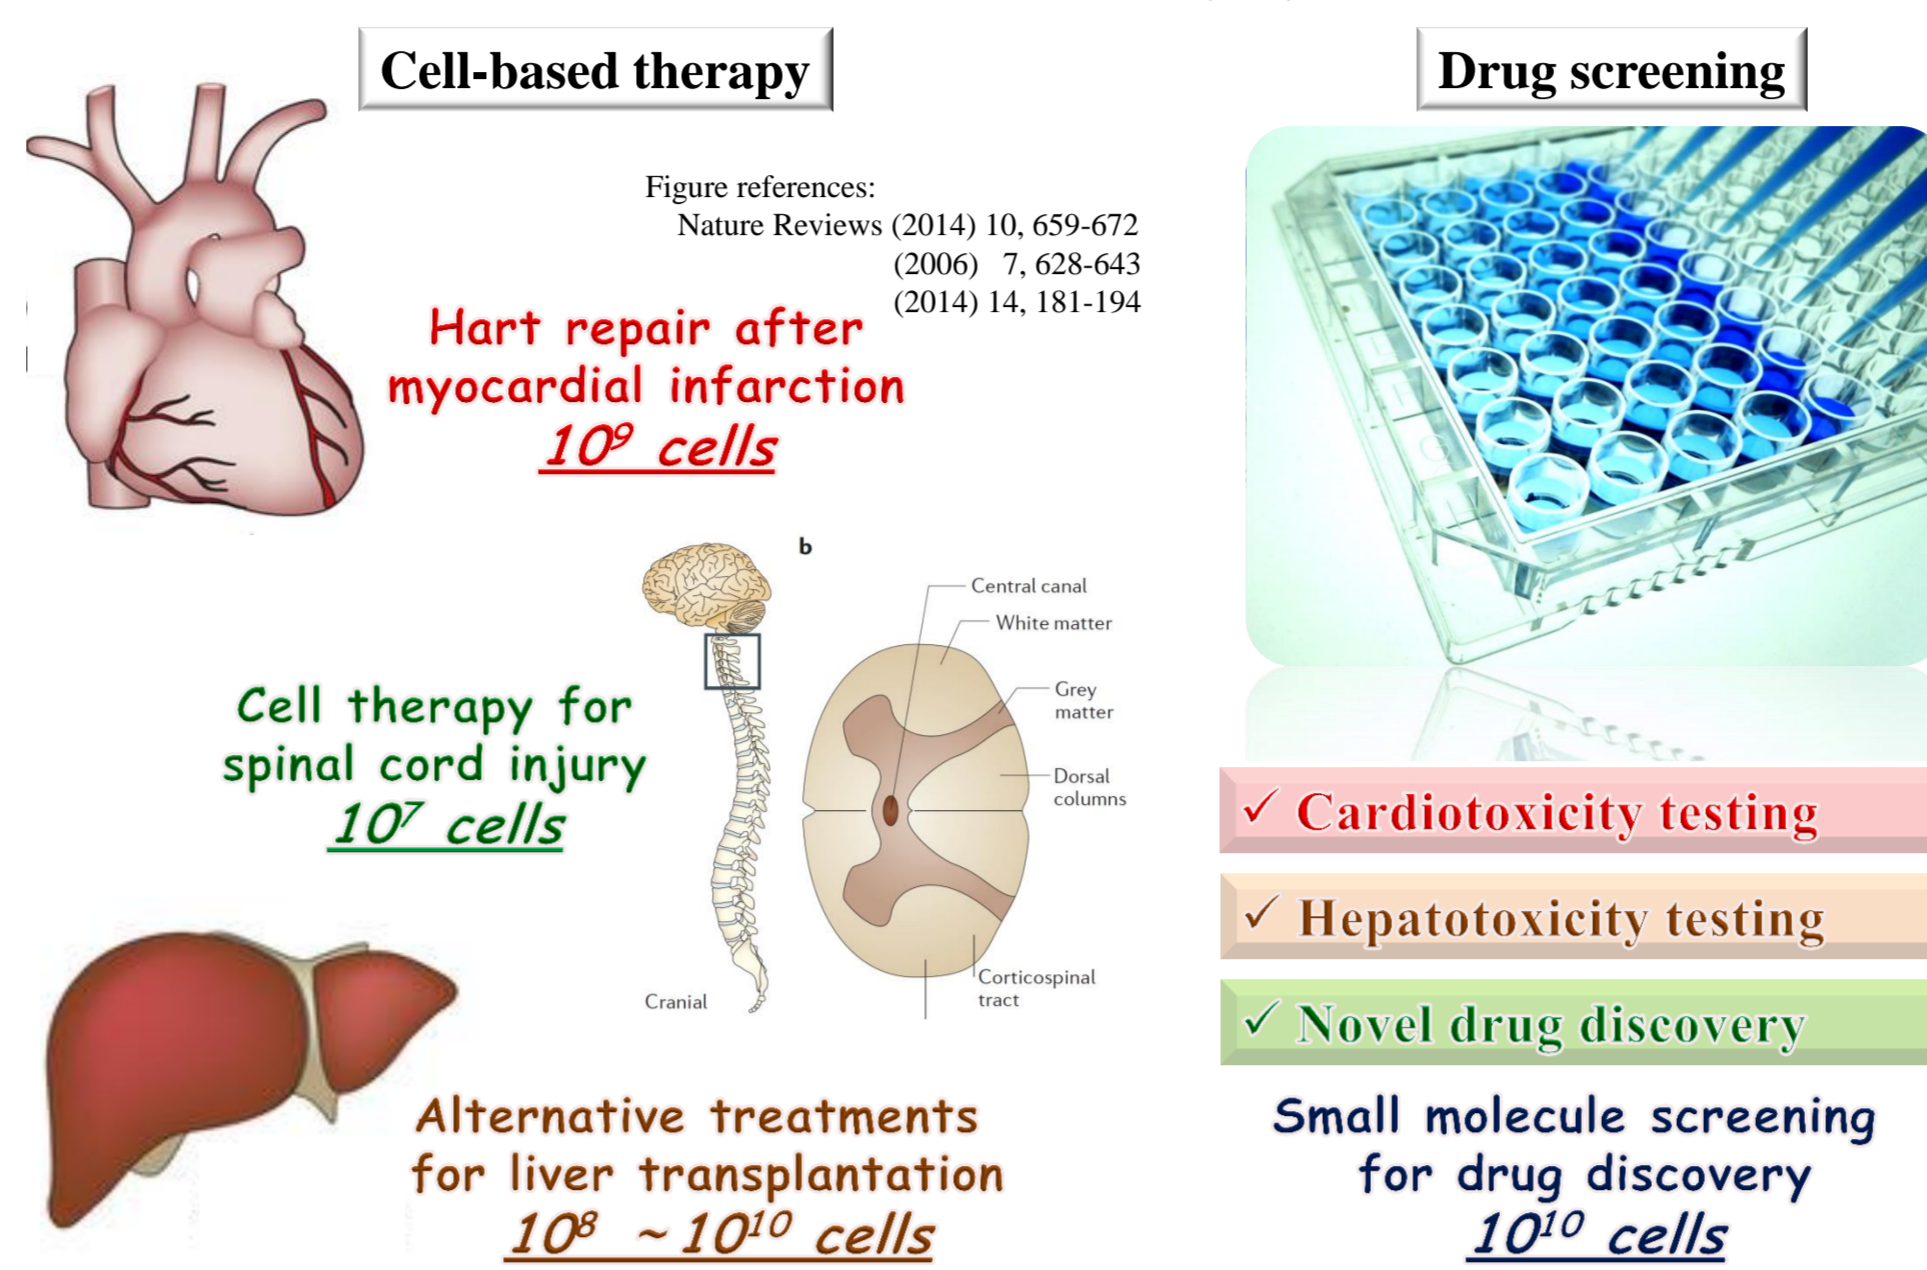 Cell-based therapy
Figure references:
Nature Reviews (2014) 10, 659-672
(2006) 7, 628-643
(2014) 14, 181-194
Hart repair after
myocardial infarction
10⁹ cells
b
Central canal
White matter
Grey
matter
Dorsal
columns
Corticospinal
tract
Cranial
Cell therapy for
spinal cord injury
10⁷ cells
Alternative treatments
for liver transplantation
10⁸ ~ 10¹⁰ cells
Drug screening
✓ Cardiotoxicity testing
✓ Hepatotoxicity testing
✓ Novel drug discovery
Small molecule screening
for drug discovery
10¹⁰ cells